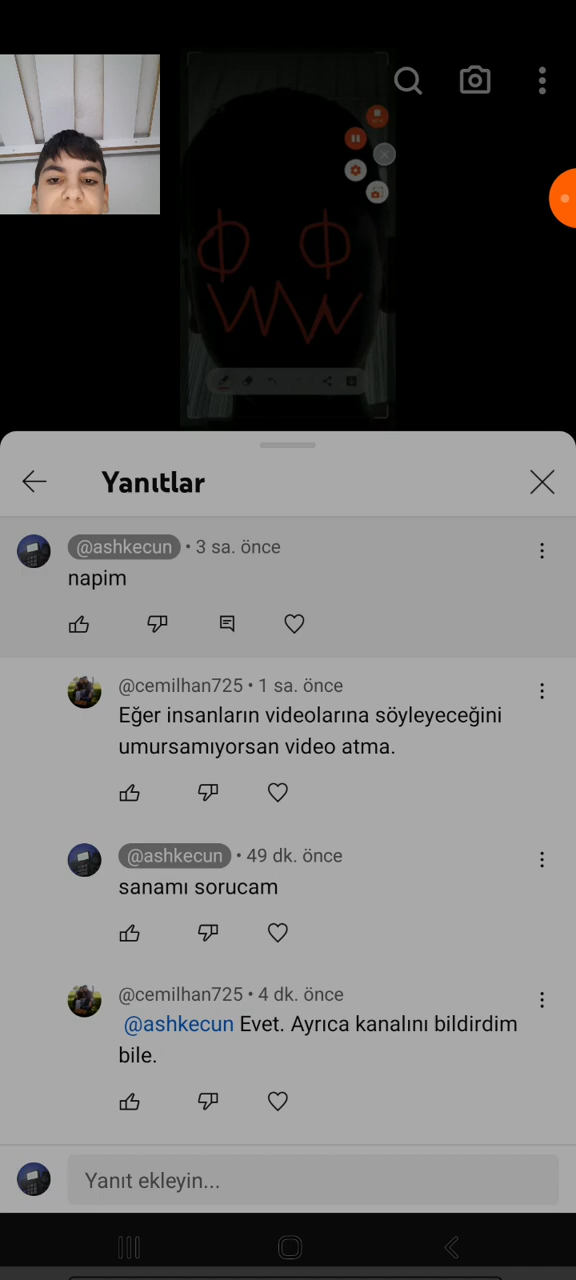 Yanıtlar
@ashkecun • 3 sa. önce
napim
@cemilhan725 • 1 sa. önce
Eğer insanların videolarına söyleyeceğini
umursamıyorsan video atma.
@ashkecun • 49 dk. önce
sanamı sorucam
@cemilhan725 • 4 dk. önce
@ashkecun Evet. Ayrıca kanalını bildirdim
bile.
Yanıt ekleyin...